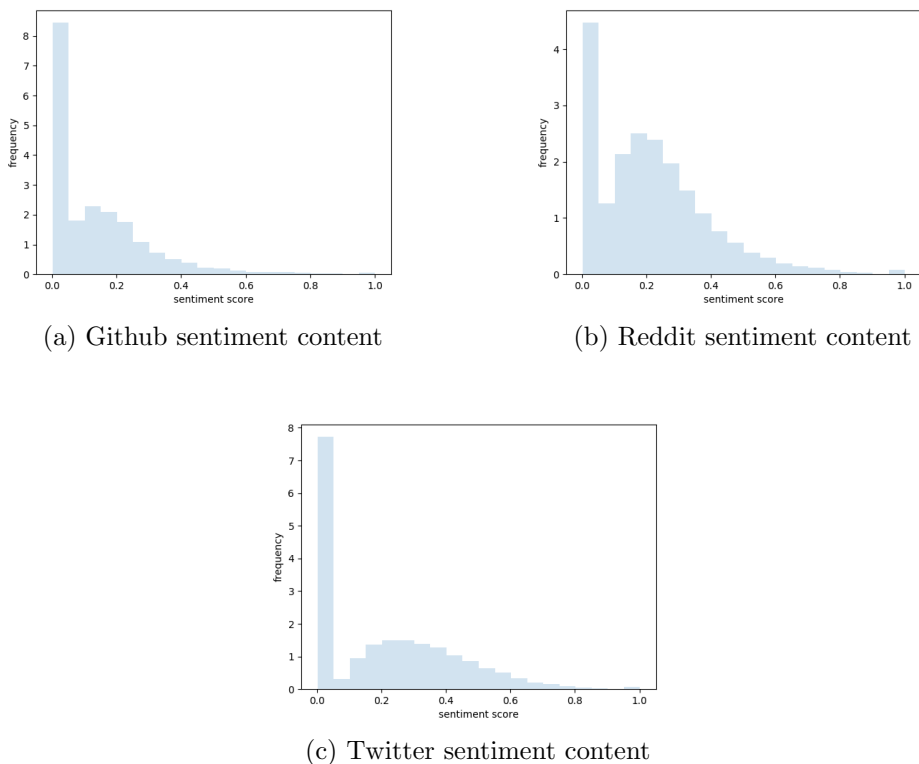 8
7
6
5
4
3
2
1
0
frequency
0.0 0.2 0.4 0.6 0.8 1.0
sentiment score
(a) Github sentiment content
4
3
2
1
0
frequency
0.0 0.2 0.4 0.6 0.8 1.0
sentiment score
(b) Reddit sentiment content
8
7
6
5
4
3
2
1
0
frequency
0.0 0.2 0.4 0.6 0.8 1.0
sentiment score
(c) Twitter sentiment content